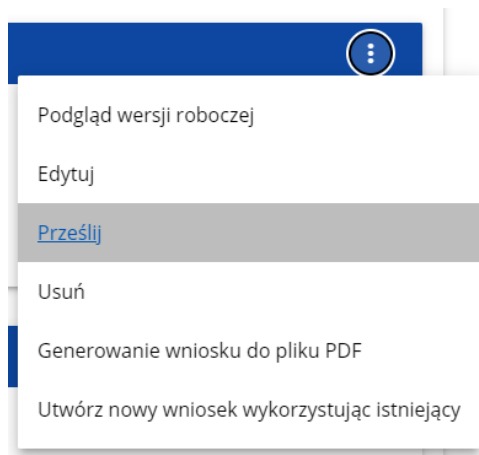 Podgląd wersji roboczej
Edytuj
Prześlij
Usuń
Generowanie wniosku do pliku PDF
Utwórz nowy wniosek wykorzystując istniejący